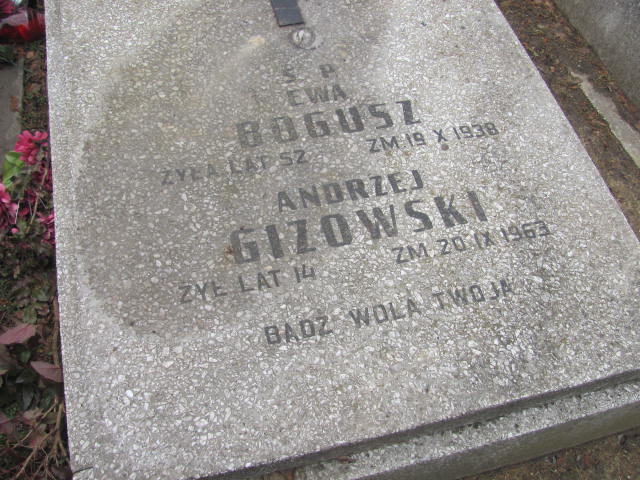 Ś P
EWA
BOGUSZ
ŻYŁA LAT 52 ZM 19 X 1938
ANDRZEJ
GIZOWSKI
ŻYŁ LAT 14 ZM 20 IX 1963
BĄDŹ WOLA TWOJA